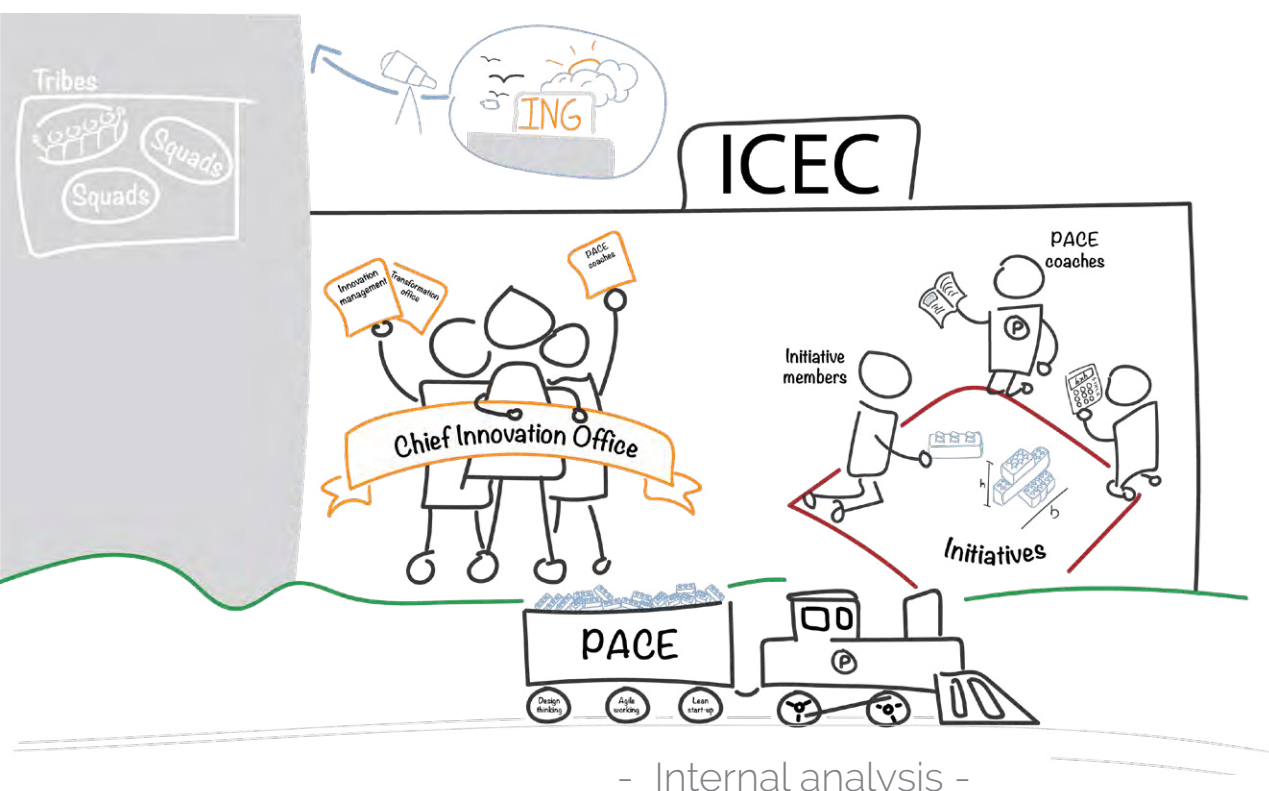 Tribes
Squads
Squads
ING
ICEC
Innovation
management
Transformation
office
PACE
coaches
Chief Innovation Office
PACE
coaches
P
Initiative
members
h
b
Initiatives
PACE
P
Design
thinking
Agile
working
Lean
start-up
- Internal analysis -